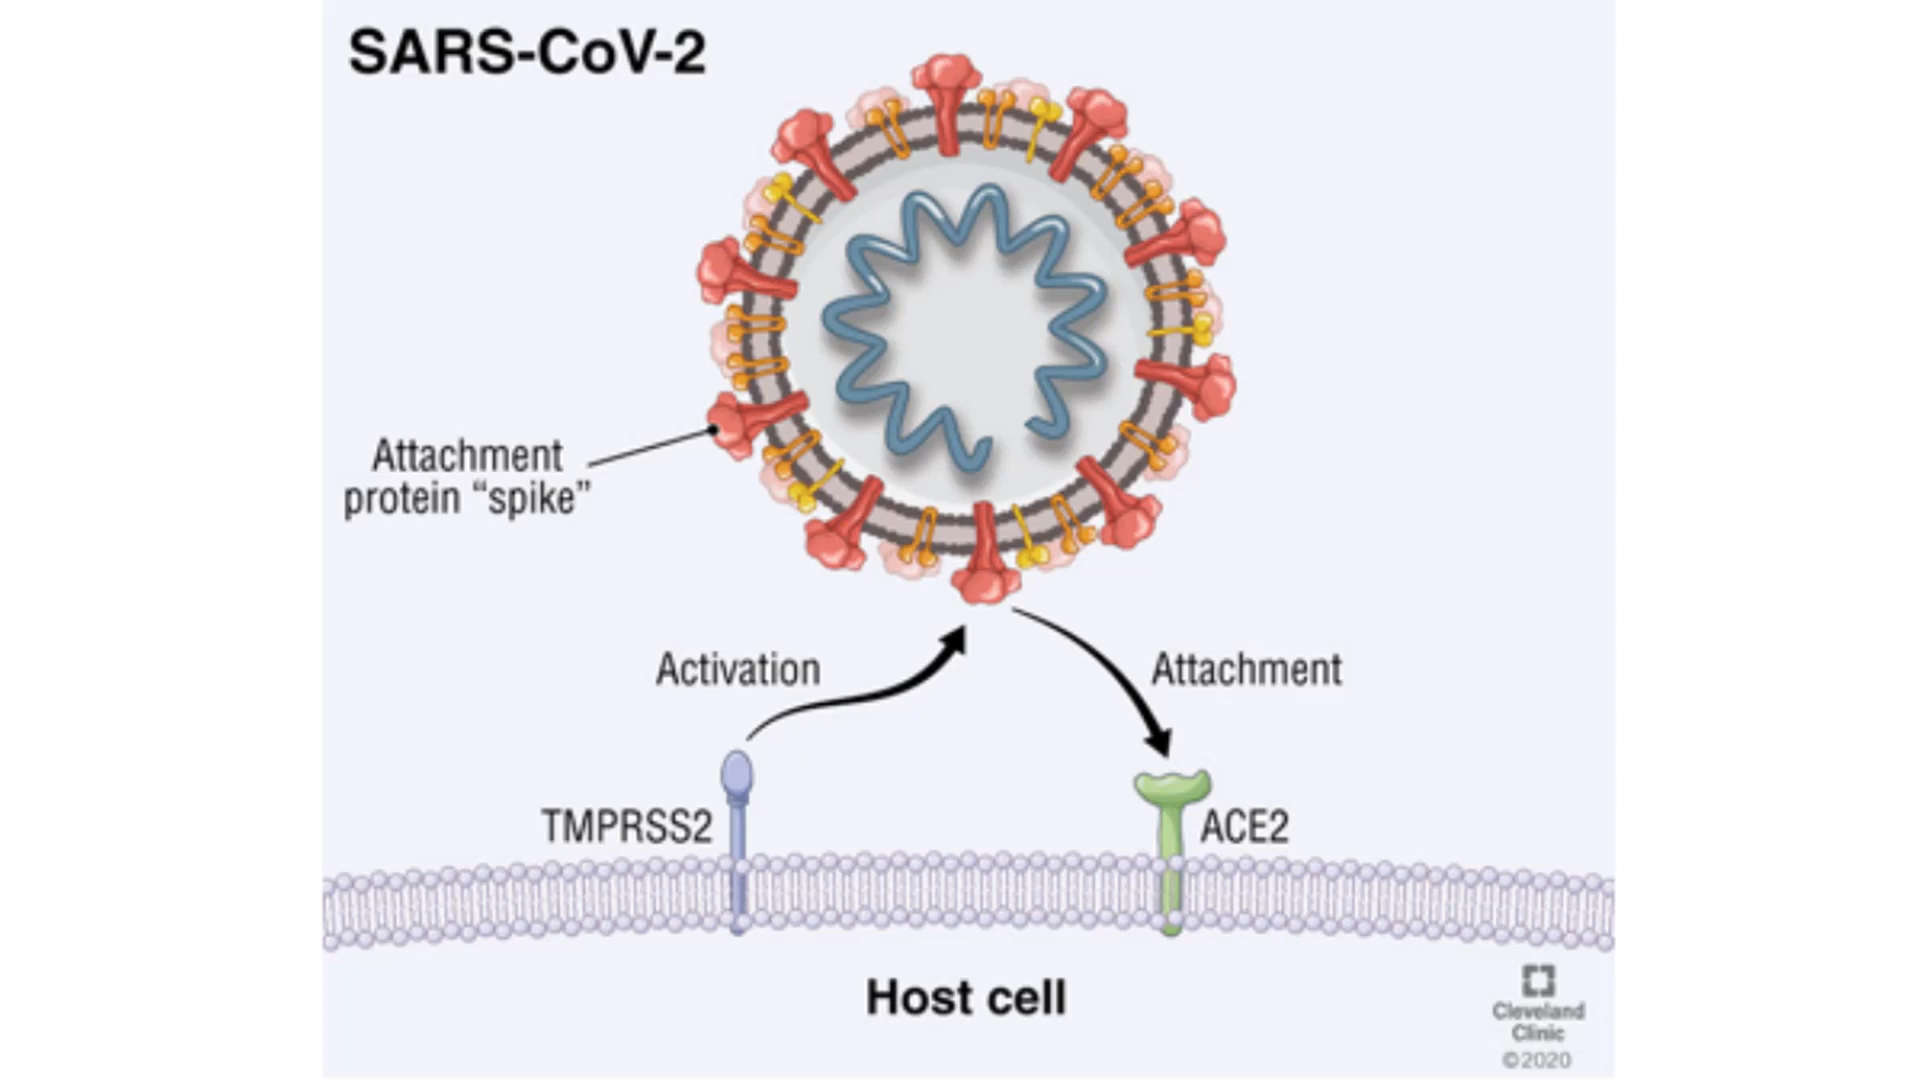 SARS-CoV-2
Attachment
protein “spike”
Activation
Attachment
TMPRSS2
ACE2
Host cell
Cleveland
Clinic
©2020